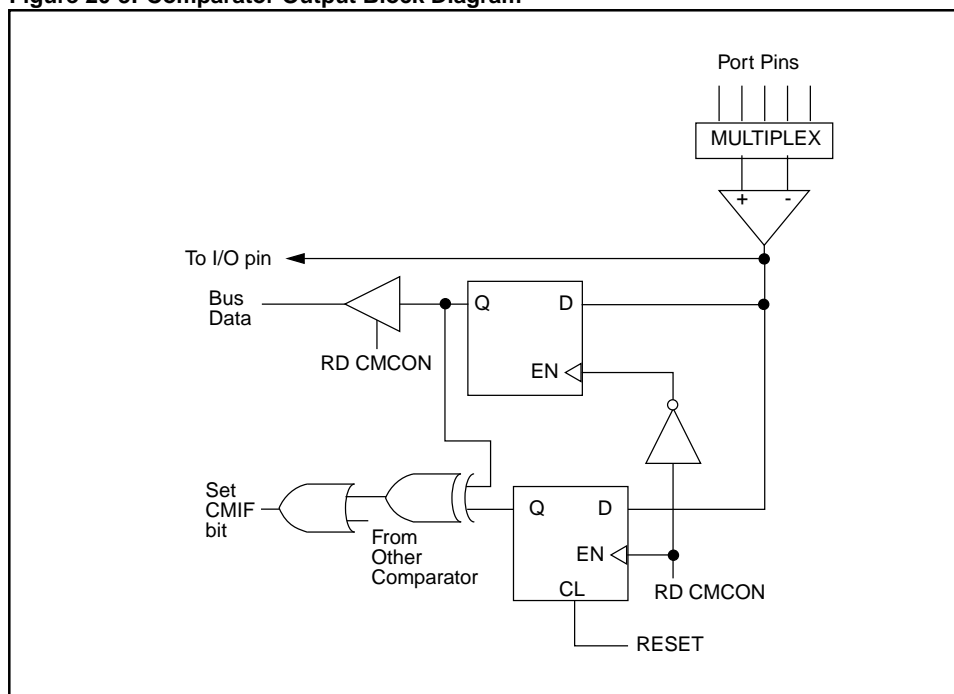 Figure 20-3: Comparator Output Block Diagram
Port Pins
MULTIPLEX
+ -
To I/O pin
Bus
Data
Q D
EN
RD CMCON
Set
CMIF
bit
From
Other
Comparator
Q D
EN
CL
RD CMCON
RESET